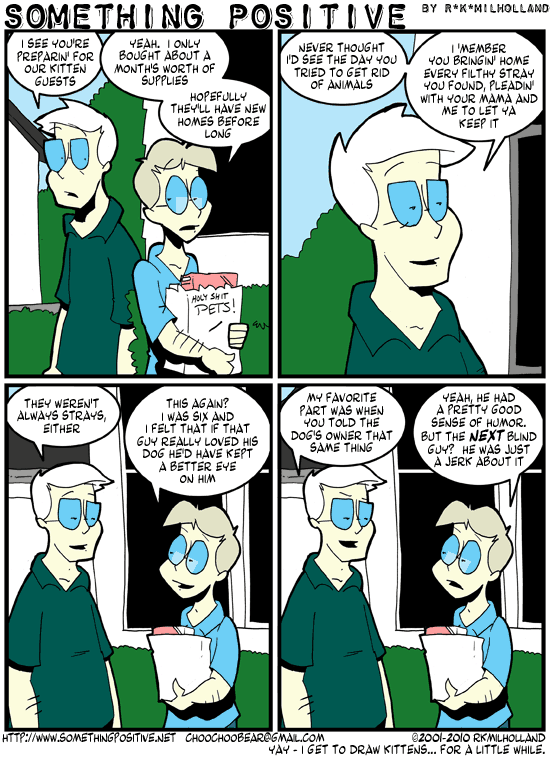 SOMETHING POSITIVE BY R*K*MILHOLLAND
I SEE YOU'RE
PREPARIN' FOR
OUR KITTEN
GUESTS
YEAH. I ONLY
BOUGHT ABOUT A
MONTH'S WORTH OF
SUPPLIES
HOPEFULLY
THEY'LL HAVE NEW
HOMES BEFORE
LONG
HOLY SHIT
PETS!
NEVER THOUGHT
I'D SEE THE DAY YOU
TRIED TO GET RID
OF ANIMALS
I 'MEMBER
YOU BRINGIN' HOME
EVERY FILTHY STRAY
YOU FOUND, PLEADIN'
WITH YOUR MAMA AND
ME TO LET YA
KEEP IT
THEY WEREN'T
ALWAYS STRAYS,
EITHER
THIS AGAIN?
I WAS SIX AND
I FELT THAT IF THAT
GUY REALLY LOVED HIS
DOG HE'D HAVE KEPT
A BETTER EYE
ON HIM
MY FAVORITE
PART WAS WHEN
YOU TOLD THE
DOG'S OWNER THAT
SAME THING
YEAH, HE HAD
A PRETTY GOOD
SENSE OF HUMOR.
BUT THE NEXT BLIND
GUY? HE WAS JUST
A JERK ABOUT IT
HTTP://WWW.SOMETHINGPOSITIVE.NET CHOOCHOOBEAR@GMAIL.COM ©2001-2010 RKMILHOLLAND
YAY - I GET TO DRAW KITTENS... FOR A LITTLE WHILE.